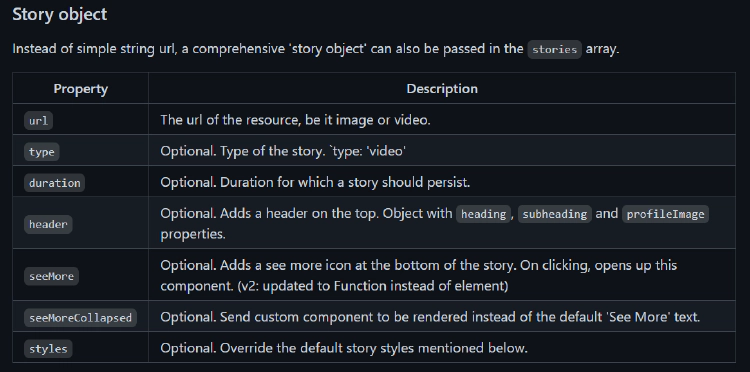 Story object
Instead of simple string url, a comprehensive 'story object' can also be passed in the stories array.
Property Description
url The url of the resource, be it image or video.
type Optional. Type of the story. `type: 'video'
duration Optional. Duration for which a story should persist.
header Optional. Adds a header on the top. Object with heading, subheading and profileImage
properties.
seeMore Optional. Adds a see more icon at the bottom of the story. On clicking, opens up this
component. (v2: updated to Function instead of element)
seeMoreCollapsed Optional. Send custom component to be rendered instead of the default 'See More' text.
styles Optional. Override the default story styles mentioned below.